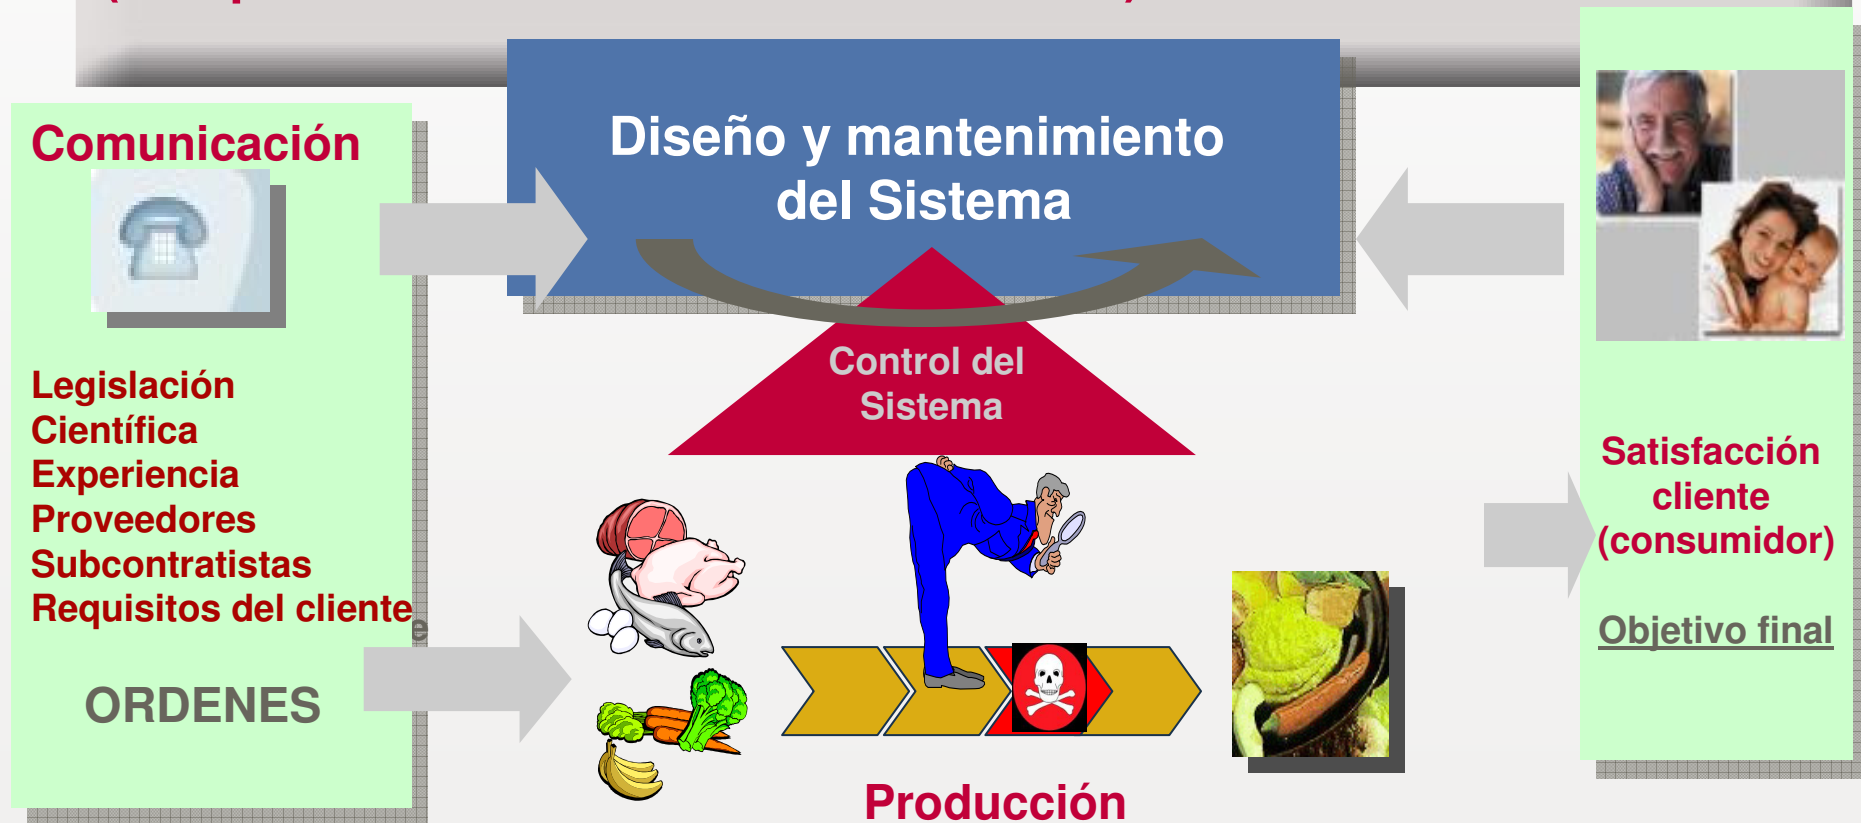 Comunicación
Legislación
Científica
Experiencia
Proveedores
Subcontratistas
Requisitos del cliente
ORDENES
Diseño y mantenimiento
del Sistema
Control del
Sistema
Producción
Satisfacción
cliente
(consumidor)
Objetivo final